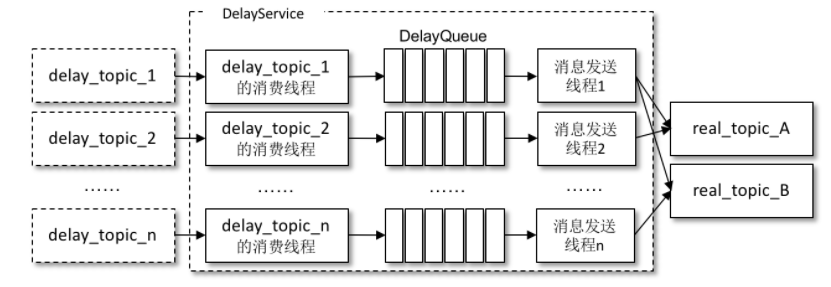 DelayService
DelayQueue
delay_topic_1
delay_topic_1
的消费线程
消息发送
线程1
delay_topic_2
delay_topic_2
的消费线程
消息发送
线程2
real_topic_A
real_topic_B
……
……
……
……
delay_topic_n
delay_topic_n
的消费线程
消息发送
线程n